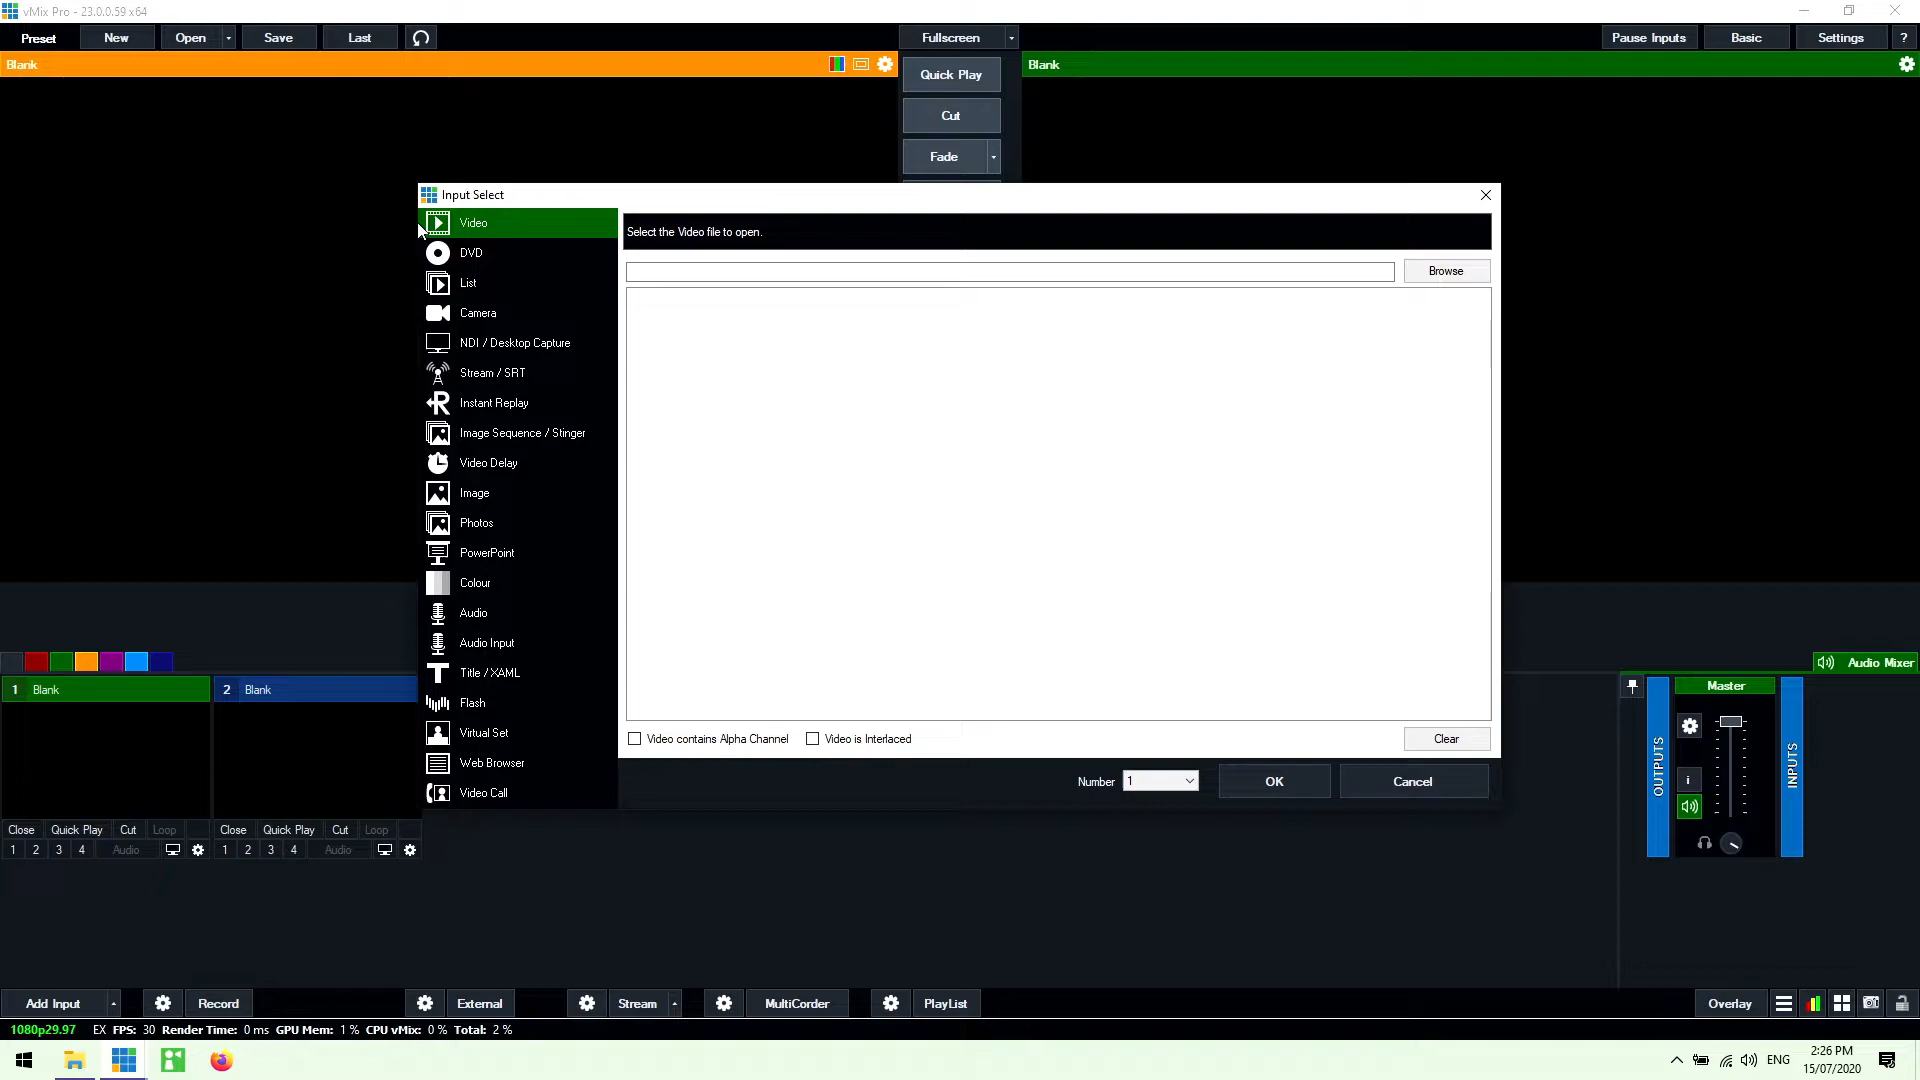 vMix Pro - 23.0.0.59 x64
Preset New Open Save Last Fullscreen Pause Inputs Basic Settings ?
Blank Blank
Quick Play
Cut
Fade
Input Select
Video
DVD
List
Camera
NDI / Desktop Capture
Stream / SRT
Instant Replay
Image Sequence / Stinger
Video Delay
Image
Photos
PowerPoint
Colour
Audio
Audio Input
Title / XAML
Flash
Virtual Set
Web Browser
Video Call
Select the Video file to open.
Browse
Video contains Alpha Channel Video is Interlaced Clear
Number 1 OK Cancel
1 Blank 2 Blank
Close Quick Play Cut Loop Close Quick Play Cut Loop
1 2 3 4 Audio 1 2 3 4 Audio
Audio Mixer
Master
OUTPUTS
INPUTS
i
Add Input Record External Stream MultiCorder PlayList Overlay
1080p29.97 EX FPS: 30 Render Time: 0 ms GPU Mem: 1 % CPU vMix: 0 % Total: 2 %
ENG 2:26 PM
15/07/2020